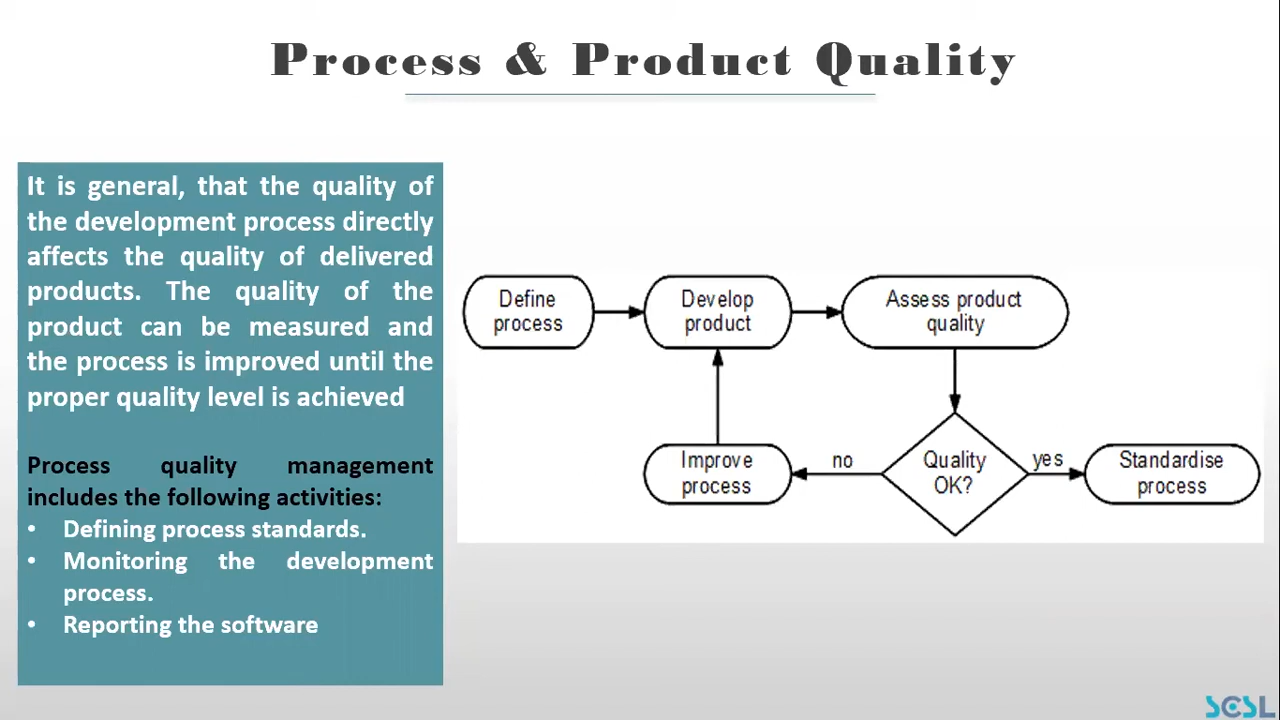 Process & Product Quality
It is general, that the quality of
the development process directly
affects the quality of delivered
products. The quality of the
product can be measured and
the process is improved until the
proper quality level is achieved
Process quality management
includes the following activities:
• Defining process standards.
• Monitoring the development
process.
• Reporting the software
Define
process
Develop
product
Assess product
quality
Improve
process
no
Quality
OK?
yes
Standardise
process
SCSL